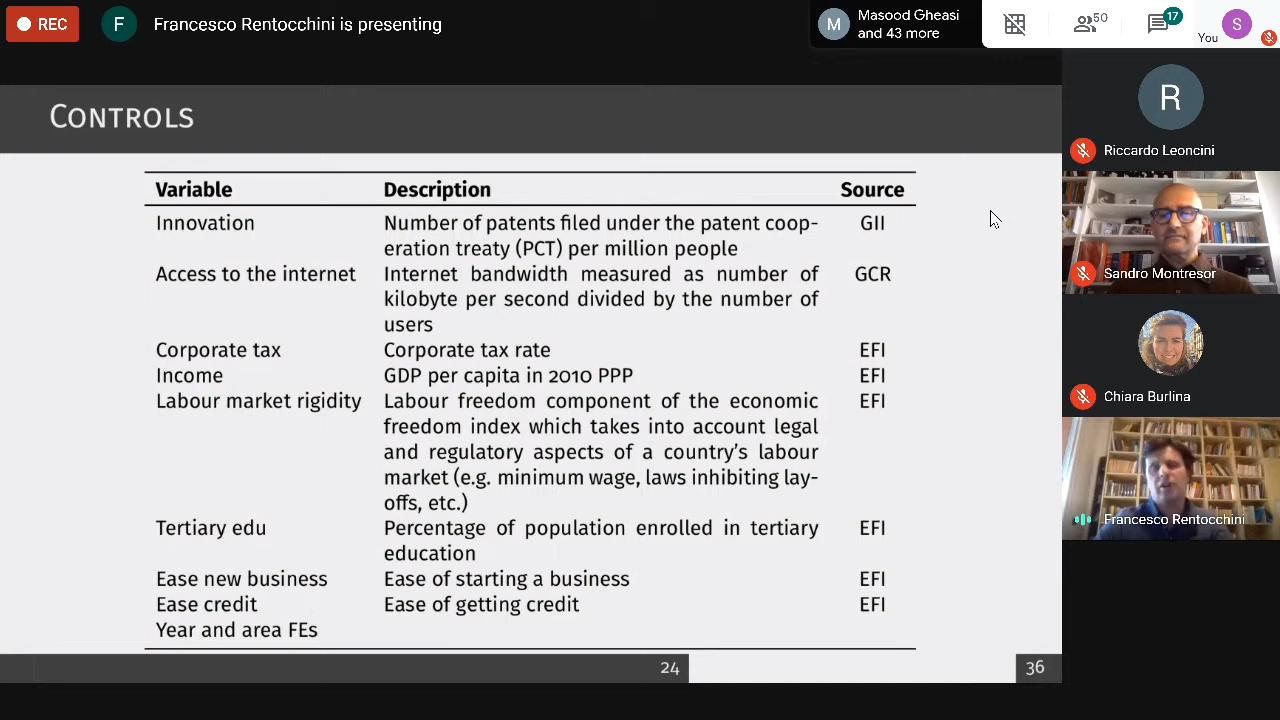 REC
F
Francesco Rentocchini is presenting
M
Masood Gheasi
and 43 more
50
17
You
S
CONTROLS
Variable Description Source
Innovation Number of patents filed under the patent coop- GII
eration treaty (PCT) per million people
Access to the internet Internet bandwidth measured as number of GCR
kilobyte per second divided by the number of
users
Corporate tax Corporate tax rate EFI
Income GDP per capita in 2010 PPP EFI
Labour market rigidity Labour freedom component of the economic EFI
freedom index which takes into account legal
and regulatory aspects of a country's labour
market (e.g. minimum wage, laws inhibiting lay-
offs, etc.)
Tertiary edu Percentage of population enrolled in tertiary EFI
education
Ease new business Ease of starting a business EFI
Ease credit Ease of getting credit EFI
Year and area FEs
24
36
R
Riccardo Leoncini
Sandro Montresor
Chiara Burlina
Francesco Rentocchini